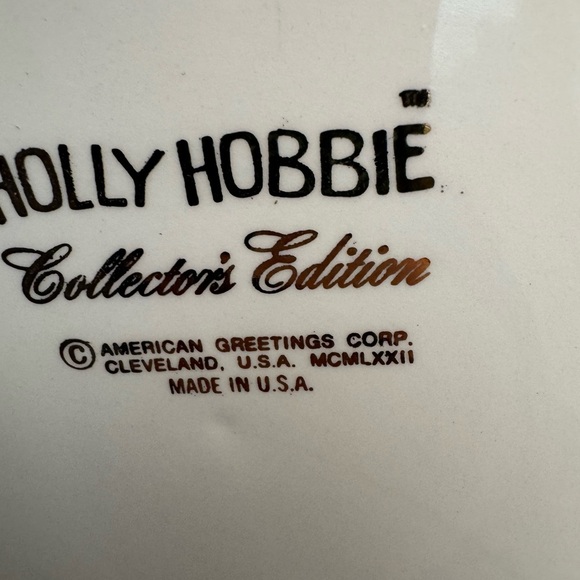 HOLLY HOBBIE™
Collector's Edition
© AMERICAN GREETINGS CORP.
CLEVELAND, U.S.A. MCMLXXII
MADE IN U.S.A.